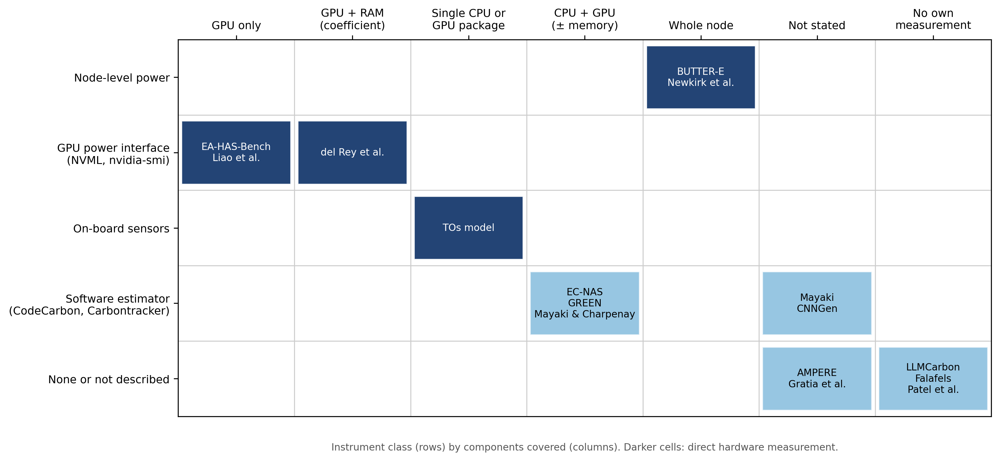 GPU only
GPU + RAM
(coefficient)
Single CPU or
GPU package
CPU + GPU
(± memory)
Whole node
Not stated
No own
measurement
Node-level power
BUTTER-E
Newkirk et al.
GPU power interface
(NVML, nvidia-smi)
EA-HAS-Bench
Liao et al.
del Rey et al.
On-board sensors
TOs model
Software estimator
(CodeCarbon, Carbontracker)
EC-NAS
GREEN
Mayaki & Charpenay
Mayaki
CNNGen
None or not described
AMPERE
Gratia et al.
LLMCarbon
Falafels
Patel et al.
Instrument class (rows) by components covered (columns). Darker cells: direct hardware measurement.